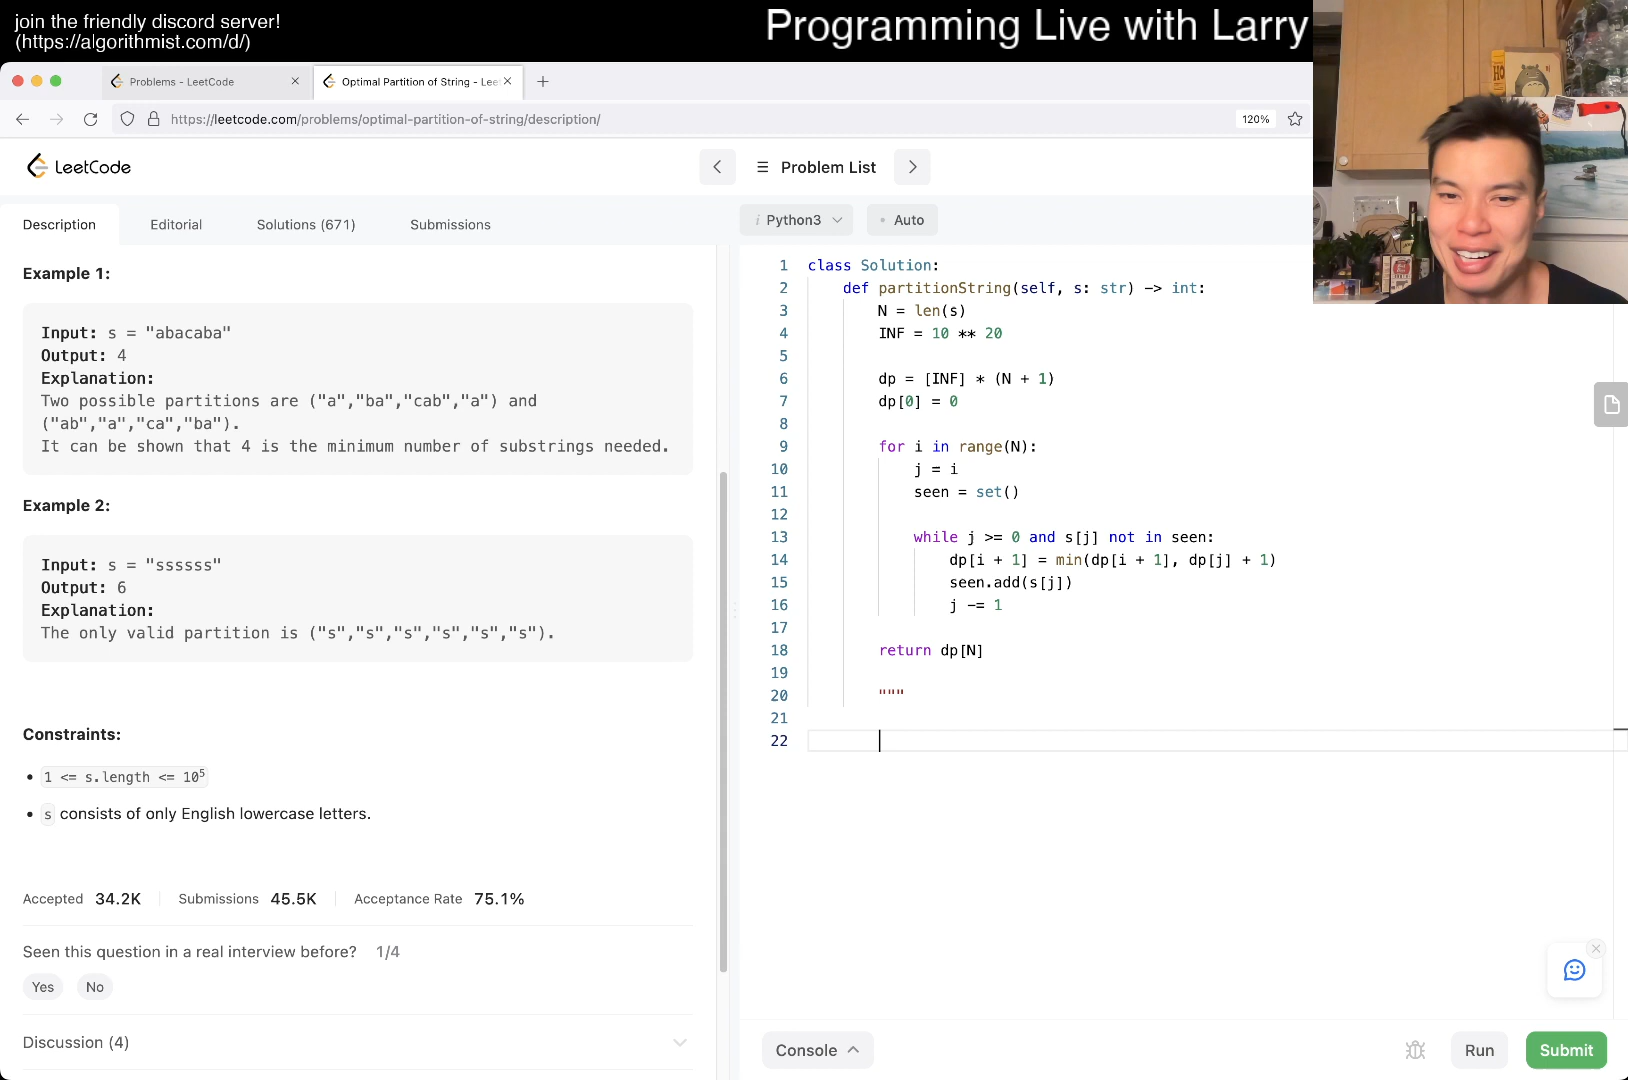 join the friendly discord server!
(https://algorithmist.com/d/)
Programming Live with Larry
Problems - LeetCode
Optimal Partition of String - Lee
https://leetcode.com/problems/optimal-partition-of-string/description/
120%
LeetCode
Problem List
Description
Editorial
Solutions (671)
Submissions
Example 1:
Input: s = "abacaba"
Output: 4
Explanation:
Two possible partitions are ("a","ba","cab","a") and
("ab","a","ca","ba").
It can be shown that 4 is the minimum number of substrings needed.
Example 2:
Input: s = "ssssss"
Output: 6
Explanation:
The only valid partition is ("s","s","s","s","s","s").
Constraints:
• 1 <= s.length <= 10⁵
• s consists of only English lowercase letters.
Accepted 34.2K
Submissions 45.5K
Acceptance Rate 75.1%
Seen this question in a real interview before? 1/4
Yes
No
Discussion (4)
i Python3
• Auto
1 class Solution:
2 def partitionString(self, s: str) -> int:
3 N = len(s)
4 INF = 10 ** 20
5
6 dp = [INF] * (N + 1)
7 dp[0] = 0
8
9 for i in range(N):
10 j = i
11 seen = set()
12
13 while j >= 0 and s[j] not in seen:
14 dp[i + 1] = min(dp[i + 1], dp[j] + 1)
15 seen.add(s[j])
16 j -= 1
17
18 return dp[N]
19
20 """
21
22
Console
Run
Submit